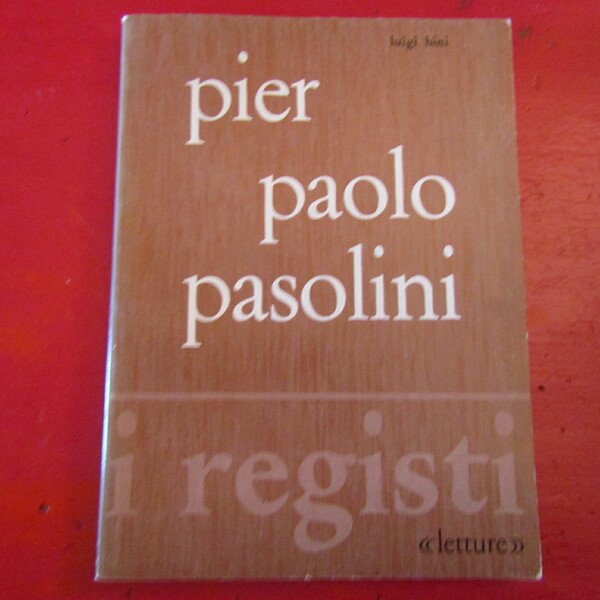 luigi bini
pier
paolo
pasolini
i registi
«letture»